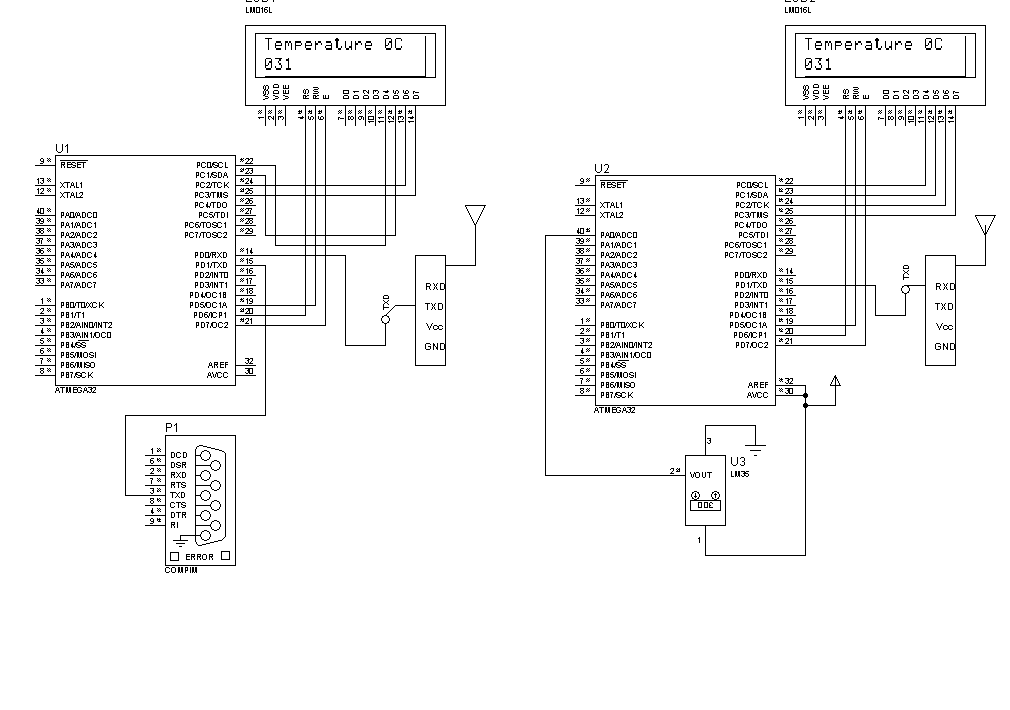 LM016L
Temperature 0C
031
VSS
VDD
VEE
RS
RW
E
D0
D1
D2
D3
D4
D5
D6
D7
1
2
3
4
5
6
7
8
9
10
11
12
13
14
U1
9 RESET
13 XTAL1
12 XTAL2
40 PA0/ADC0
39 PA1/ADC1
38 PA2/ADC2
37 PA3/ADC3
36 PA4/ADC4
35 PA5/ADC5
34 PA6/ADC6
33 PA7/ADC7
1 PB0/T0/XCK
2 PB1/T1
3 PB2/AIN0/INT2
4 PB3/AIN1/OC0
5 PB4/SS
6 PB5/MOSI
7 PB6/MISO
8 PB7/SCK
PC0/SCL 22
PC1/SDA 23
PC2/TCK 24
PC3/TMS 25
PC4/TDO 26
PC5/TDI 27
PC6/TOSC1 28
PC7/TOSC2 29
PD0/RXD 14
PD1/TXD 15
PD2/INT0 16
PD3/INT1 17
PD4/OC1B 18
PD5/OC1A 19
PD6/ICP1 20
PD7/OC2 21
AREF 32
AVCC 30
ATMEGA32
TXD
RXD
TXD
Vcc
GND
P1
1 DCD
6 DSR
2 RXD
7 RTS
3 TXD
8 CTS
4 DTR
9 RI
ERROR
COMPIM
LM016L
Temperature 0C
031
VSS
VDD
VEE
RS
RW
E
D0
D1
D2
D3
D4
D5
D6
D7
1
2
3
4
5
6
7
8
9
10
11
12
13
14
U2
9 RESET
13 XTAL1
12 XTAL2
40 PA0/ADC0
39 PA1/ADC1
38 PA2/ADC2
37 PA3/ADC3
36 PA4/ADC4
35 PA5/ADC5
34 PA6/ADC6
33 PA7/ADC7
1 PB0/T0/XCK
2 PB1/T1
3 PB2/AIN0/INT2
4 PB3/AIN1/OC0
5 PB4/SS
6 PB5/MOSI
7 PB6/MISO
8 PB7/SCK
PC0/SCL 22
PC1/SDA 23
PC2/TCK 24
PC3/TMS 25
PC4/TDO 26
PC5/TDI 27
PC6/TOSC1 28
PC7/TOSC2 29
PD0/RXD 14
PD1/TXD 15
PD2/INT0 16
PD3/INT1 17
PD4/OC1B 18
PD5/OC1A 19
PD6/ICP1 20
PD7/OC2 21
AREF 32
AVCC 30
ATMEGA32
TXD
RXD
TXD
Vcc
GND
3
U3
LM35
2 VOUT
1